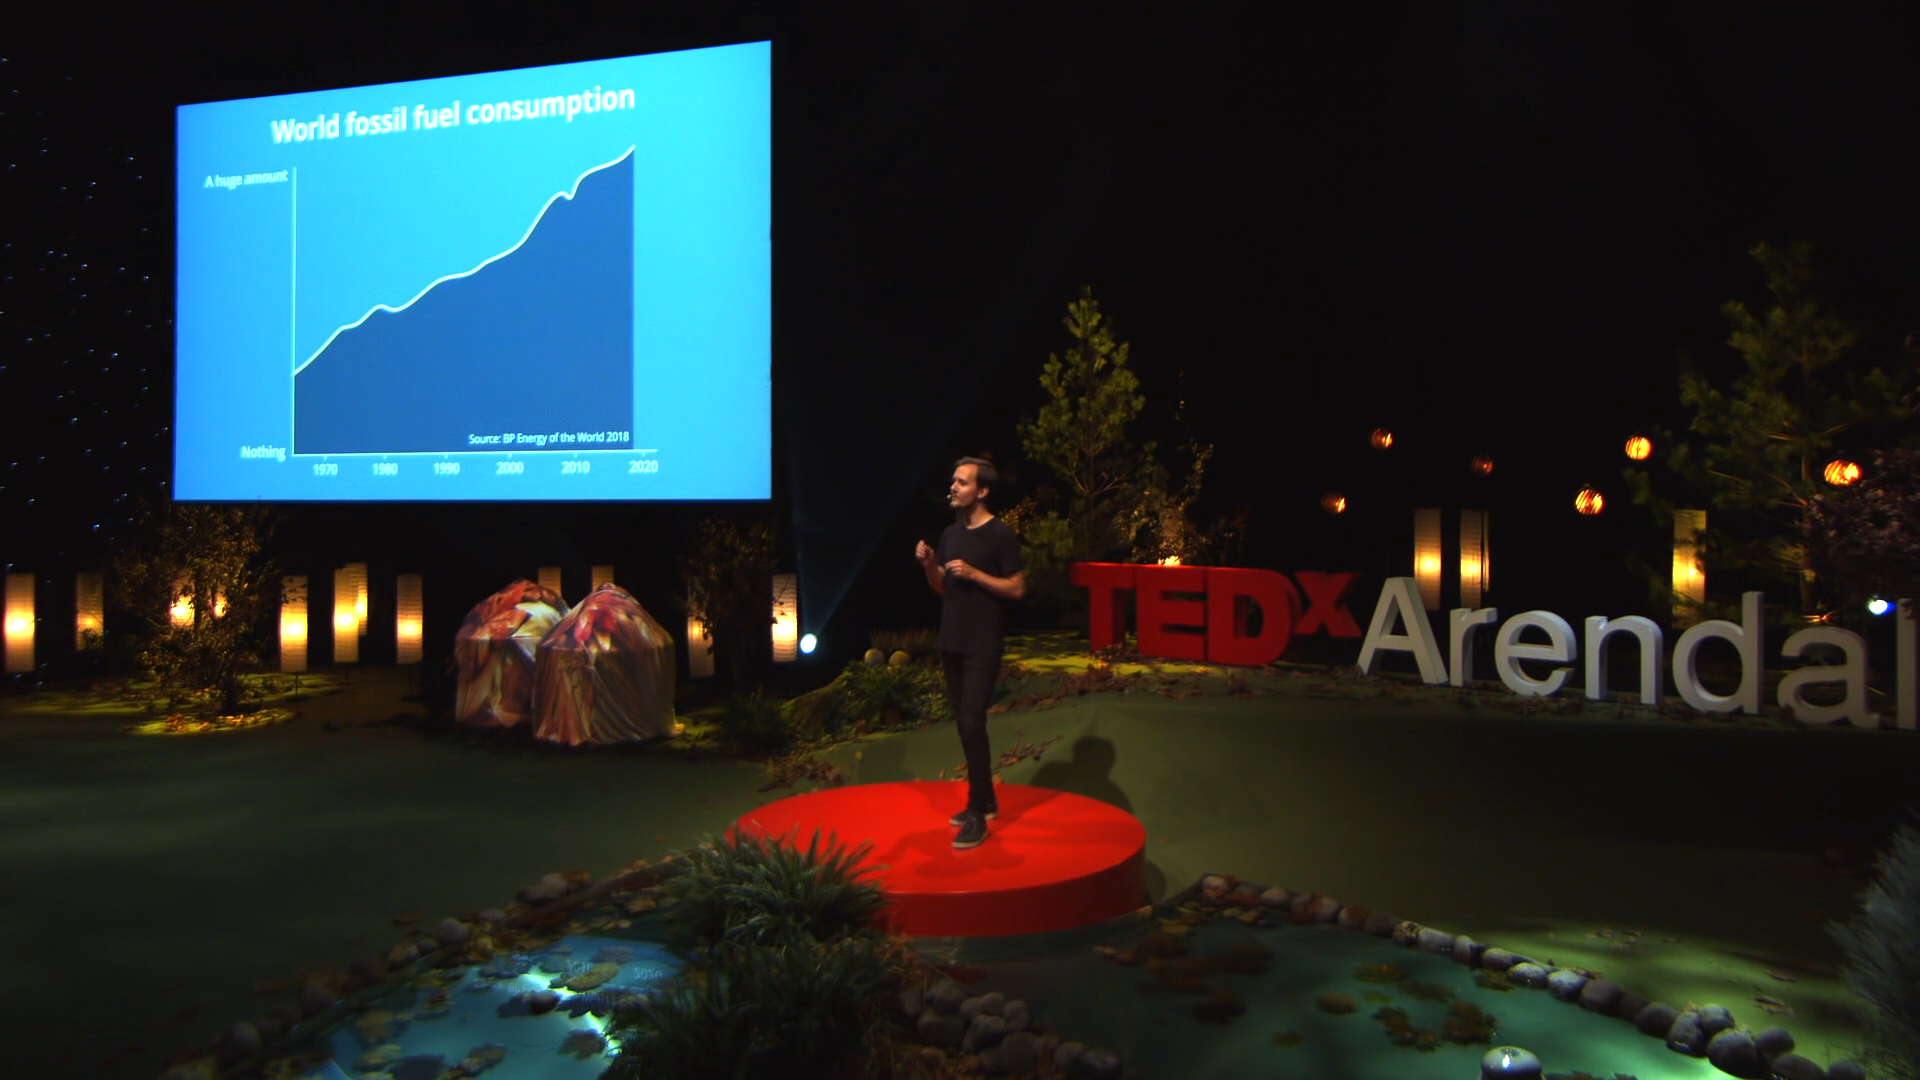 World fossil fuel consumption
A huge amount
Source: BP Energy of the World 2018
Nothing
1970 1980 1990 2000 2010 2020
TEDx Arendal